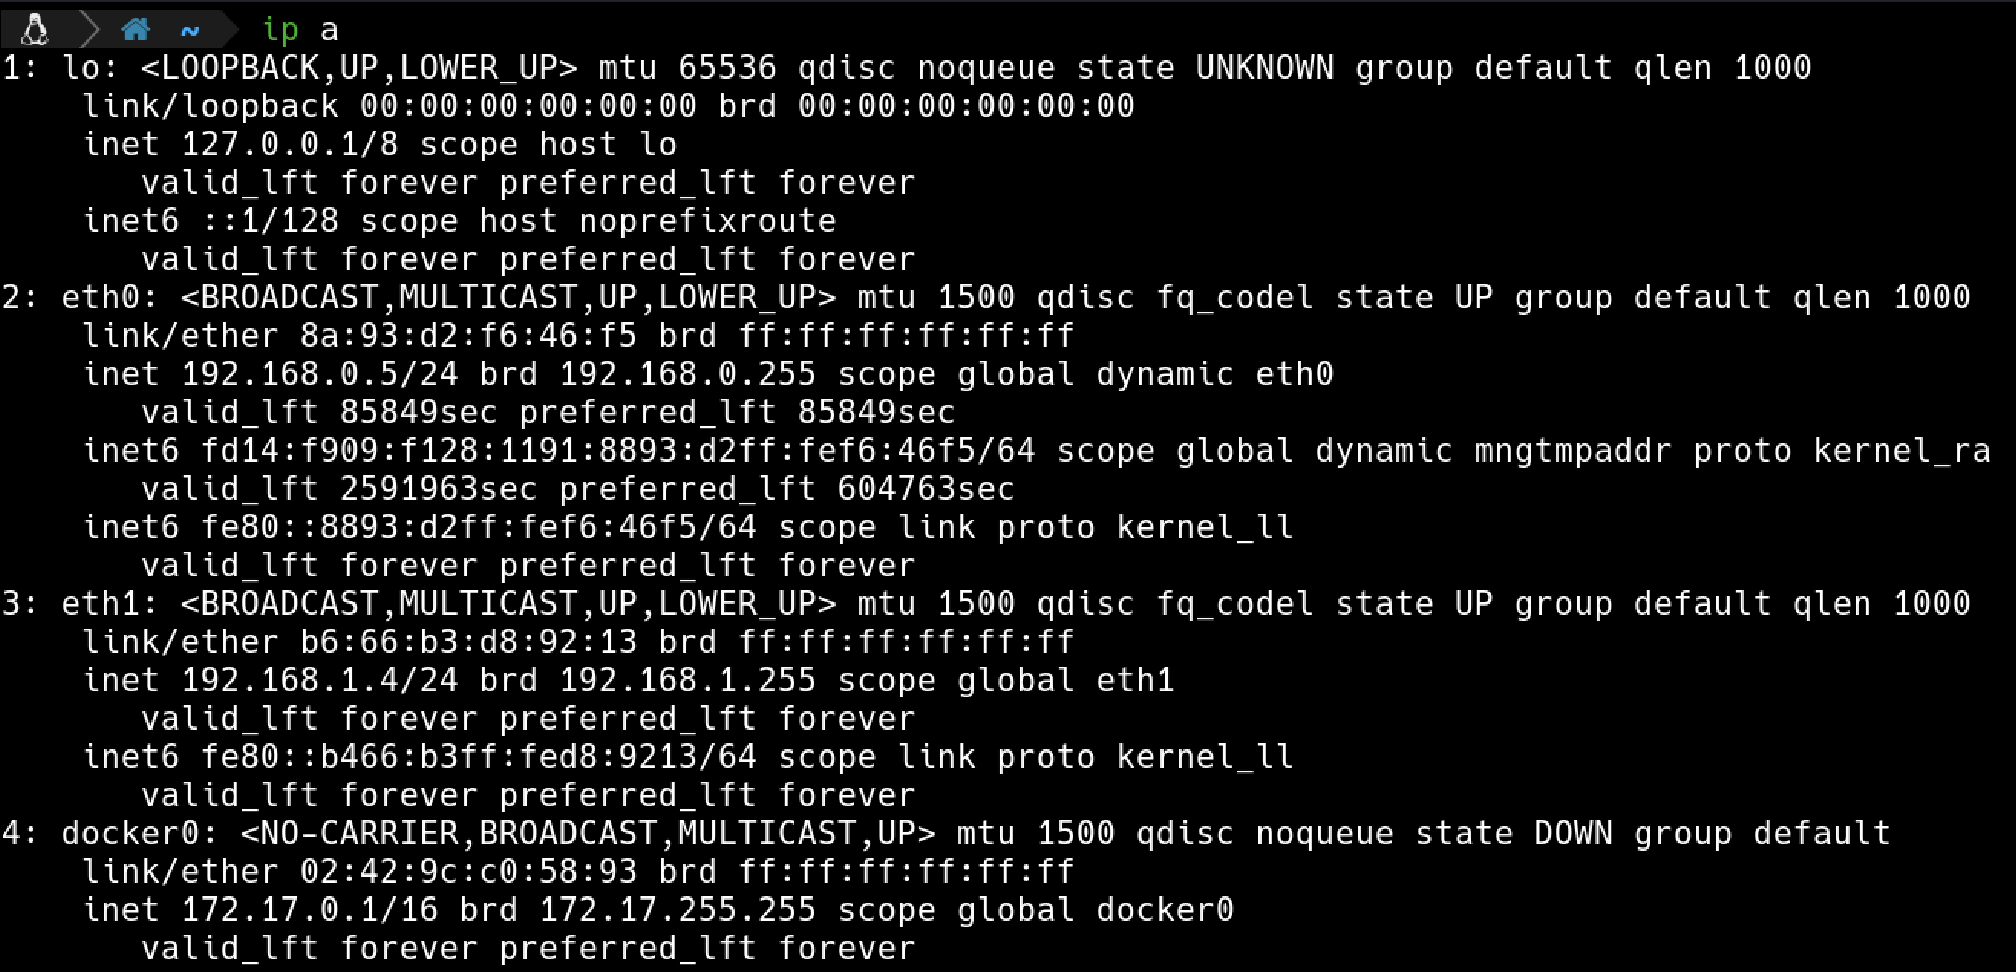 ~ ip a
1: lo: <LOOPBACK,UP,LOWER_UP> mtu 65536 qdisc noqueue state UNKNOWN group default qlen 1000
link/loopback 00:00:00:00:00:00 brd 00:00:00:00:00:00
inet 127.0.0.1/8 scope host lo
valid_lft forever preferred_lft forever
inet6 ::1/128 scope host noprefixroute
valid_lft forever preferred_lft forever
2: eth0: <BROADCAST,MULTICAST,UP,LOWER_UP> mtu 1500 qdisc fq_codel state UP group default qlen 1000
link/ether 8a:93:d2:f6:46:f5 brd ff:ff:ff:ff:ff:ff
inet 192.168.0.5/24 brd 192.168.0.255 scope global dynamic eth0
valid_lft 85849sec preferred_lft 85849sec
inet6 fd14:f909:f128:1191:8893:d2ff:fef6:46f5/64 scope global dynamic mngtmpaddr proto kernel_ra
valid_lft 2591963sec preferred_lft 604763sec
inet6 fe80::8893:d2ff:fef6:46f5/64 scope link proto kernel_ll
valid_lft forever preferred_lft forever
3: eth1: <BROADCAST,MULTICAST,UP,LOWER_UP> mtu 1500 qdisc fq_codel state UP group default qlen 1000
link/ether b6:66:b3:d8:92:13 brd ff:ff:ff:ff:ff:ff
inet 192.168.1.4/24 brd 192.168.1.255 scope global eth1
valid_lft forever preferred_lft forever
inet6 fe80::b466:b3ff:fed8:9213/64 scope link proto kernel_ll
valid_lft forever preferred_lft forever
4: docker0: <NO-CARRIER,BROADCAST,MULTICAST,UP> mtu 1500 qdisc noqueue state DOWN group default
link/ether 02:42:9c:c0:58:93 brd ff:ff:ff:ff:ff:ff
inet 172.17.0.1/16 brd 172.17.255.255 scope global docker0
valid_lft forever preferred_lft forever